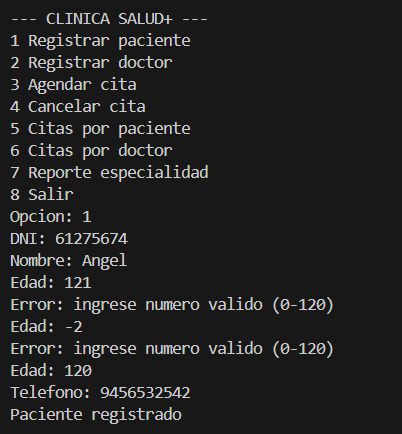 --- CLINICA SALUD+ ---
1 Registrar paciente
2 Registrar doctor
3 Agendar cita
4 Cancelar cita
5 Citas por paciente
6 Citas por doctor
7 Reporte especialidad
8 Salir
Opcion: 1
DNI: 61275674
Nombre: Angel
Edad: 121
Error: ingrese numero valido (0-120)
Edad: -2
Error: ingrese numero valido (0-120)
Edad: 120
Telefono: 9456532542
Paciente registrado